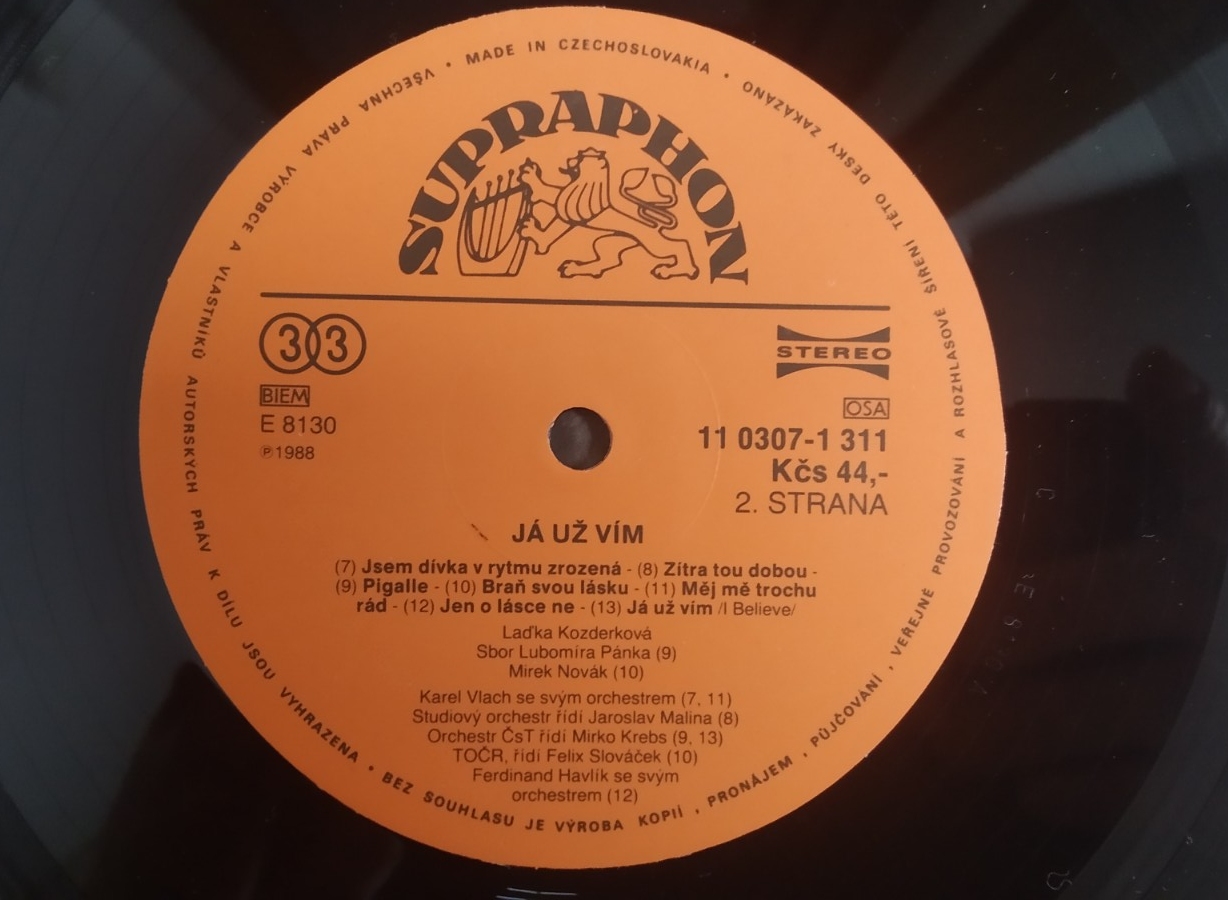 VŠECHNA PRÁVA VÝROBCE A VLASTNÍKŮ AUTORSKÝCH PRÁV K DÍLU JSOU VYHRAZENA • BEZ SOUHLASU JE VÝROBA KOPIÍ , PRONÁJEM , PŮJČOVÁNÍ , VEŘEJNÉ PROVOZOVÁNÍ A ROZHLASOVÉ ŠÍŘENÍ TÉTO DESKY ZAKÁZÁNO • MADE IN CZECHOSLOVAKIA •
SUPRAPHON
33
STEREO
BIEM
OSA
E 8130
11 0307-1 311
℗1988
Kčs 44,-
2. STRANA
JÁ UŽ VÍM
(7) Jsem dívka v rytmu zrozená - (8) Zítra tou dobou -
(9) Pigalle - (10) Braň svou lásku - (11) Měj mě trochu
rád - (12) Jen o lásce ne - (13) Já už vím /I Believe/
Laďka Kozderková
Sbor Lubomíra Pánka (9)
Mirek Novák (10)
Karel Vlach se svým orchestrem (7, 11)
Studiový orchestr řídí Jaroslav Malina (8)
Orchestr ČsT řídí Mirko Krebs (9, 13)
TOČR, řídí Felix Slováček (10)
Ferdinand Havlík se svým
orchestrem (12)